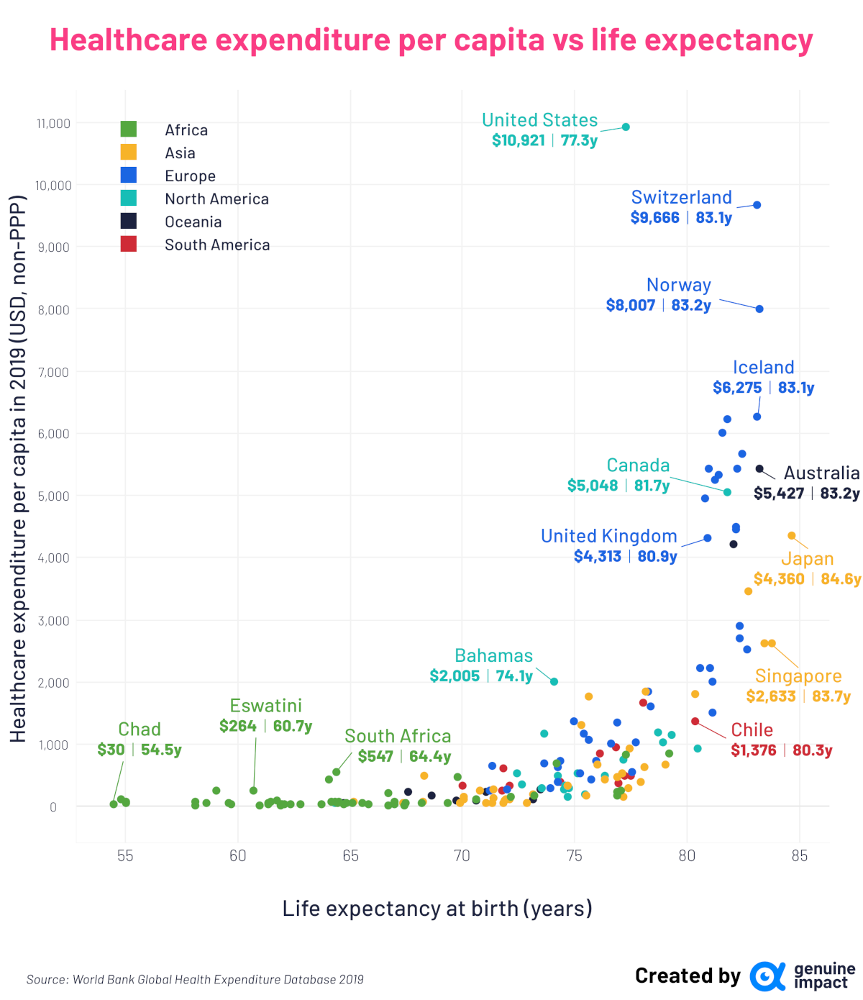 Healthcare expenditure per capita vs life expectancy
Healthcare expenditure per capita in 2019 (USD, non-PPP)
11,000
10,000
9,000
8,000
7,000
6,000
5,000
4,000
3,000
2,000
1,000
0
Africa
Asia
Europe
North America
Oceania
South America
United States
$10,921 | 77.3y
Switzerland
$9,666 | 83.1y
Norway
$8,007 | 83.2y
Iceland
$6,275 | 83.1y
Canada
$5,048 | 81.7y
Australia
$5,427 | 83.2y
United Kingdom
$4,313 | 80.9y
Japan
$4,360 | 84.6y
Bahamas
$2,005 | 74.1y
Singapore
$2,633 | 83.7y
Eswatini
$264 | 60.7y
Chad
$30 | 54.5y
South Africa
$547 | 64.4y
Chile
$1,376 | 80.3y
55
60
65
70
75
80
85
Life expectancy at birth (years)
Source: World Bank Global Health Expenditure Database 2019
Created by
genuine
impact